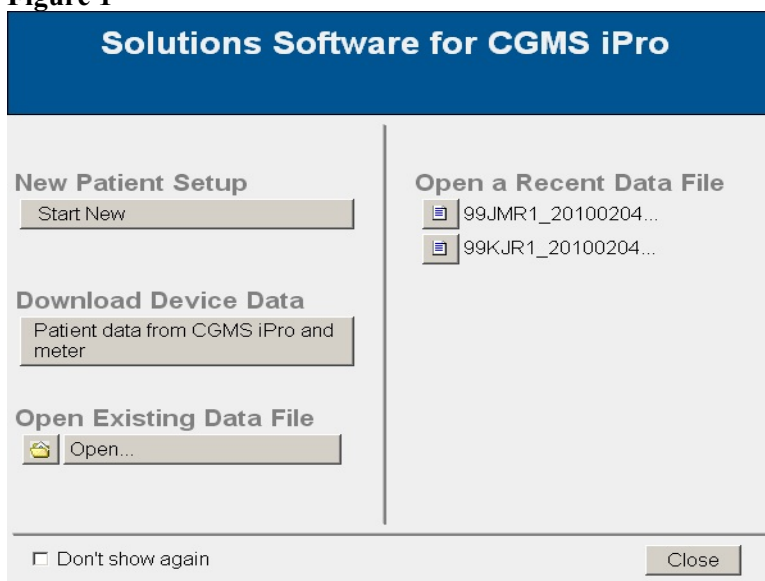 Figure 1
Solutions Software for CGMS iPro
New Patient Setup
Start New
Download Device Data
Patient data from CGMS iPro and
meter
Open Existing Data File
Open...
Open a Recent Data File
99JMR1_20100204...
99KJR1_20100204...
Don't show again
Close